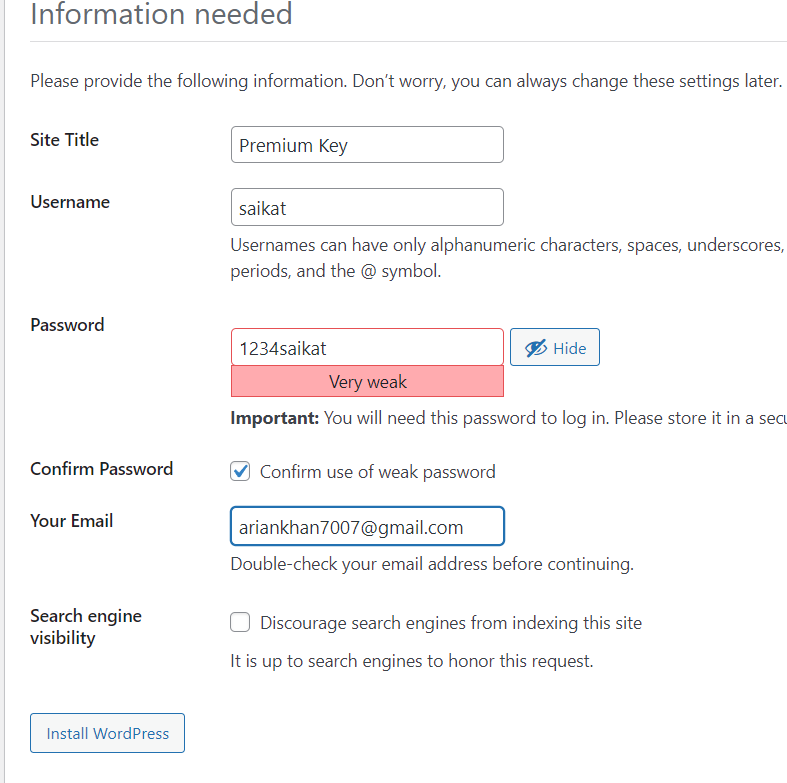 Information needed
Please provide the following information. Don’t worry, you can always change these settings later.
Site Title
Premium Key
Username
saikat
Usernames can have only alphanumeric characters, spaces, underscores,
periods, and the @ symbol.
Password
1234saikat
Hide
Very weak
Important: You will need this password to log in. Please store it in a secu
Confirm Password
Confirm use of weak password
Your Email
ariankhan7007@gmail.com
Double-check your email address before continuing.
Search engine
visibility
Discourage search engines from indexing this site
It is up to search engines to honor this request.
Install WordPress